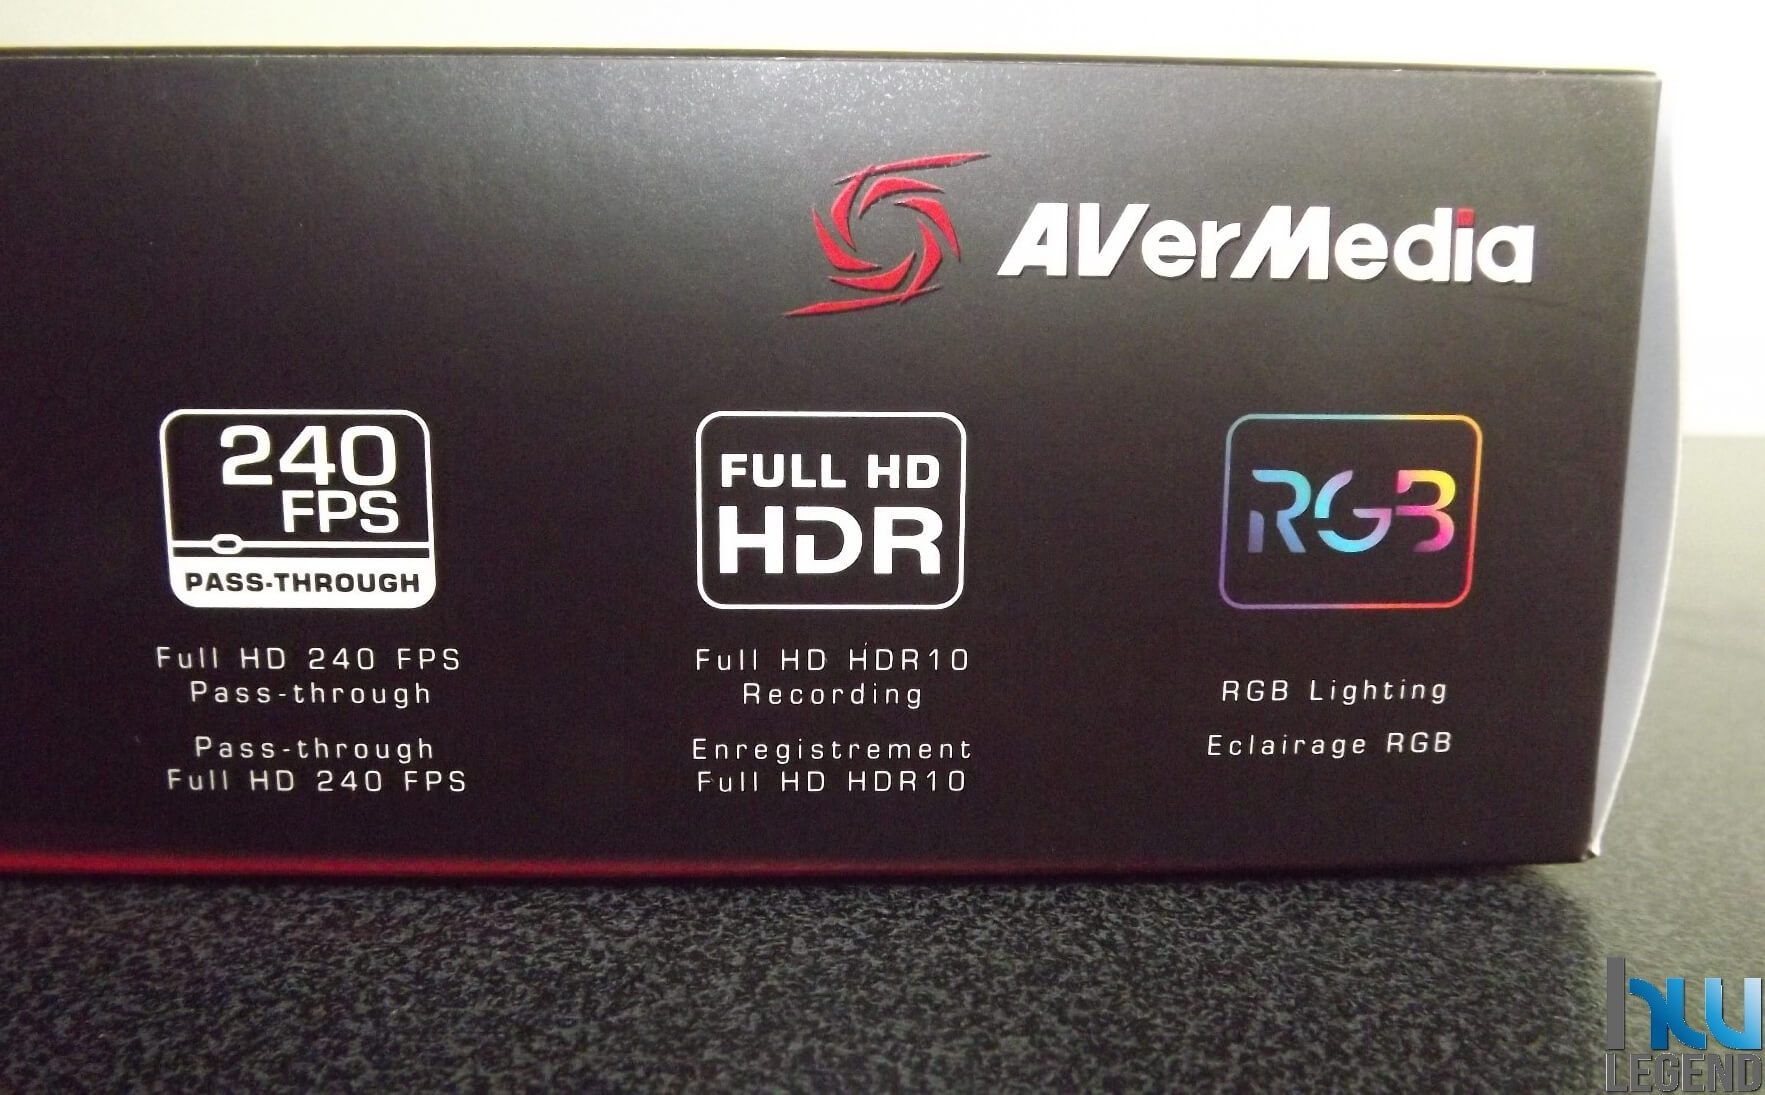 AVerMedia
240
FPS
PASS-THROUGH
Full HD 240 FPS
Pass-through
Pass-through
Full HD 240 FPS
FULL HD
HDR
Full HD HDR10
Recording
Enregistrement
Full HD HDR10
RGB
RGB Lighting
Eclairage RGB
hw
LEGEND